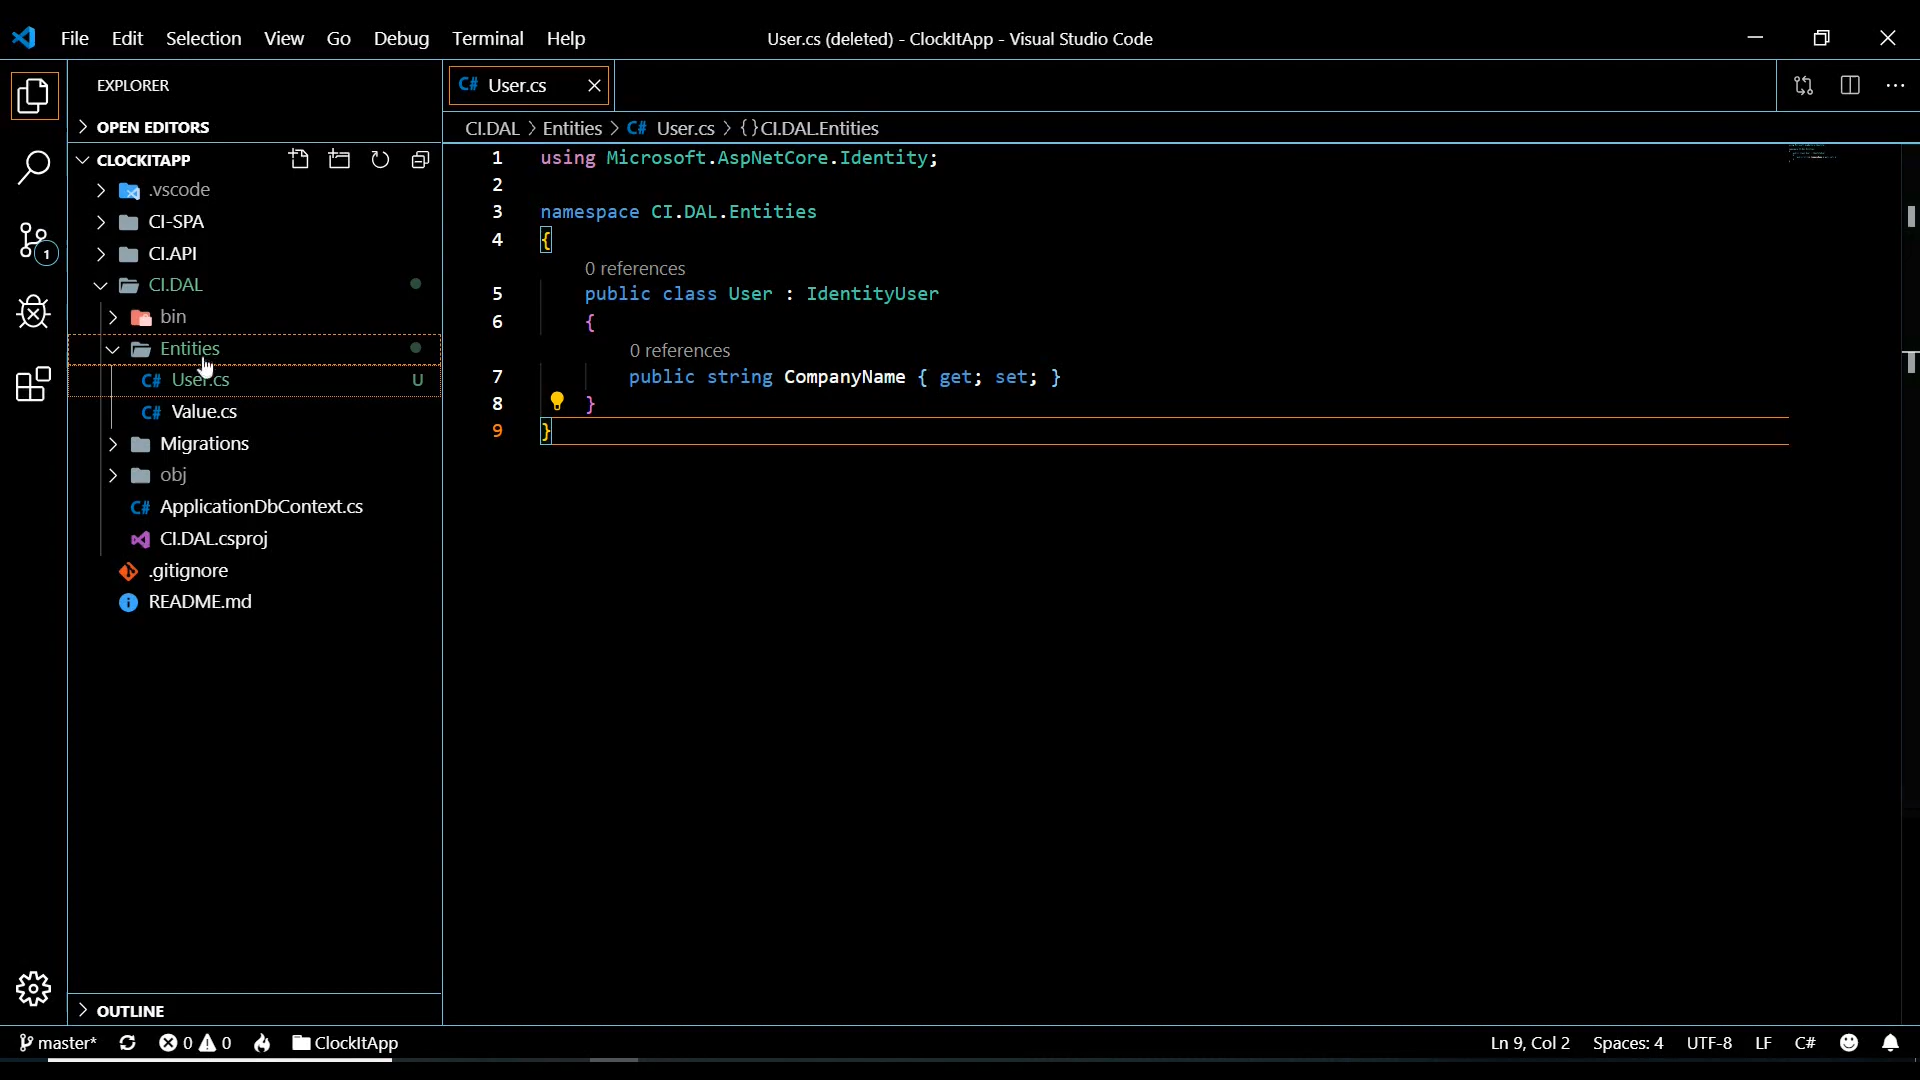 File Edit Selection View Go Debug Terminal Help
User.cs (deleted) - ClockItApp - Visual Studio Code
EXPLORER
OPEN EDITORS
CLOCKITAPP
.vscode
CI-SPA
CI.API
CI.DAL
bin
Entities
C# User.cs U
C# Value.cs
Migrations
obj
C# ApplicationDbContext.cs
CI.DAL.csproj
.gitignore
README.md
OUTLINE
1
C# User.cs
CI.DAL > Entities > C# User.cs > {} CI.DAL.Entities
1 using Microsoft.AspNetCore.Identity;
2
3 namespace CI.DAL.Entities
4 {
0 references
5 public class User : IdentityUser
6 {
0 references
7 public string CompanyName { get; set; }
8 }
9 }
master* 0 0 ClockItApp Ln 9, Col 2 Spaces: 4 UTF-8 LF C#